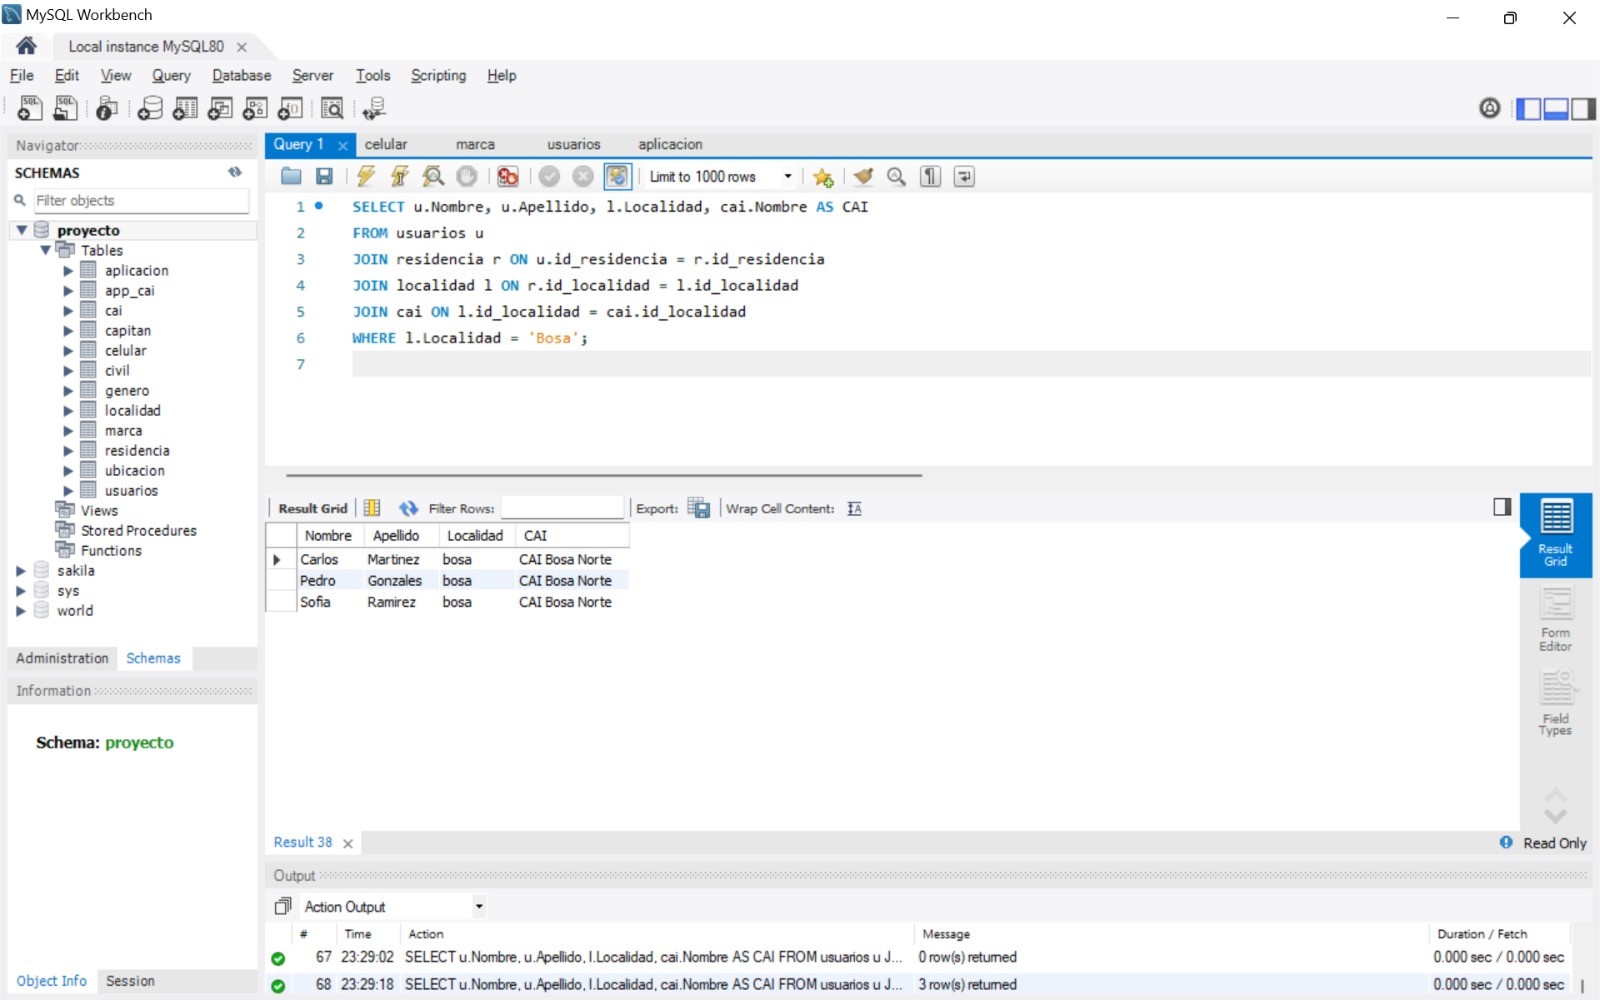 MySQL Workbench
Local instance MySQL80
File Edit View Query Database Server Tools Scripting Help
Navigator
SCHEMAS
Filter objects
proyecto
Tables
aplicacion
app_cai
cai
capitan
celular
civil
genero
localidad
marca
residencia
ubicacion
usuarios
Views
Stored Procedures
Functions
sakila
sys
world
Administration Schemas
Information
Schema: proyecto
Object Info Session
Query 1 celular marca usuarios aplicacion
Limit to 1000 rows
1 SELECT u.Nombre, u.Apellido, l.Localidad, cai.Nombre AS CAI
2 FROM usuarios u
3 JOIN residencia r ON u.id_residencia = r.id_residencia
4 JOIN localidad l ON r.id_localidad = l.id_localidad
5 JOIN cai ON l.id_localidad = cai.id_localidad
6 WHERE l.Localidad = 'Bosa';
7
Result Grid Filter Rows: Export: Wrap Cell Content:
Nombre Apellido Localidad CAI
Carlos Martinez bosa CAI Bosa Norte
Pedro Gonzales bosa CAI Bosa Norte
Sofia Ramirez bosa CAI Bosa Norte
Result
Grid
Form
Editor
Field
Types
Result 38
Read Only
Output
Action Output
# Time Action Message Duration / Fetch
67 23:29:02 SELECT u.Nombre, u.Apellido, l.Localidad, cai.Nombre AS CAI FROM usuarios u J... 0 row(s) returned 0.000 sec / 0.000 sec
68 23:29:18 SELECT u.Nombre, u.Apellido, l.Localidad, cai.Nombre AS CAI FROM usuarios u J... 3 row(s) returned 0.000 sec / 0.000 sec